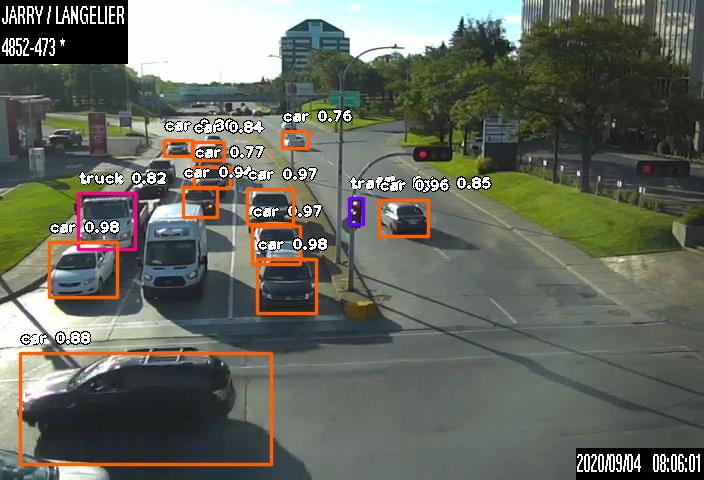 JARRY / LANGELIER
4852-473 *
car 0.76
car 0.84
car 0.77
car 0.97
truck 0.82
car 0.96
0.85
car 0.97
car 0.98
car 0.98
car 0.88
2020/09/04 08:06:01